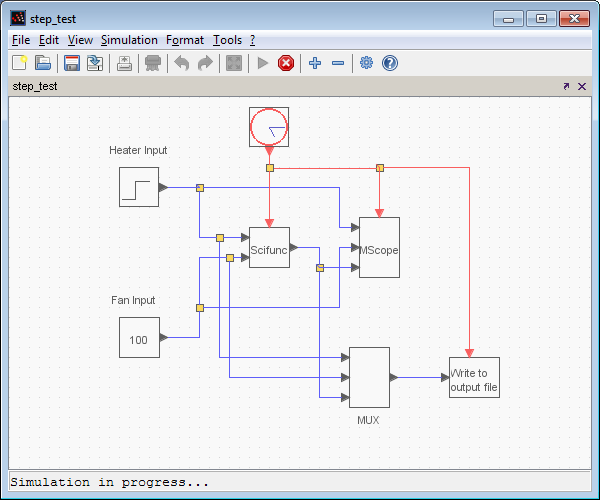 step_test
File Edit View Simulation Format Tools ?
step_test
Heater Input
Scifunc
MScope
Fan Input
100
Write to
output file
MUX
Simulation in progress...